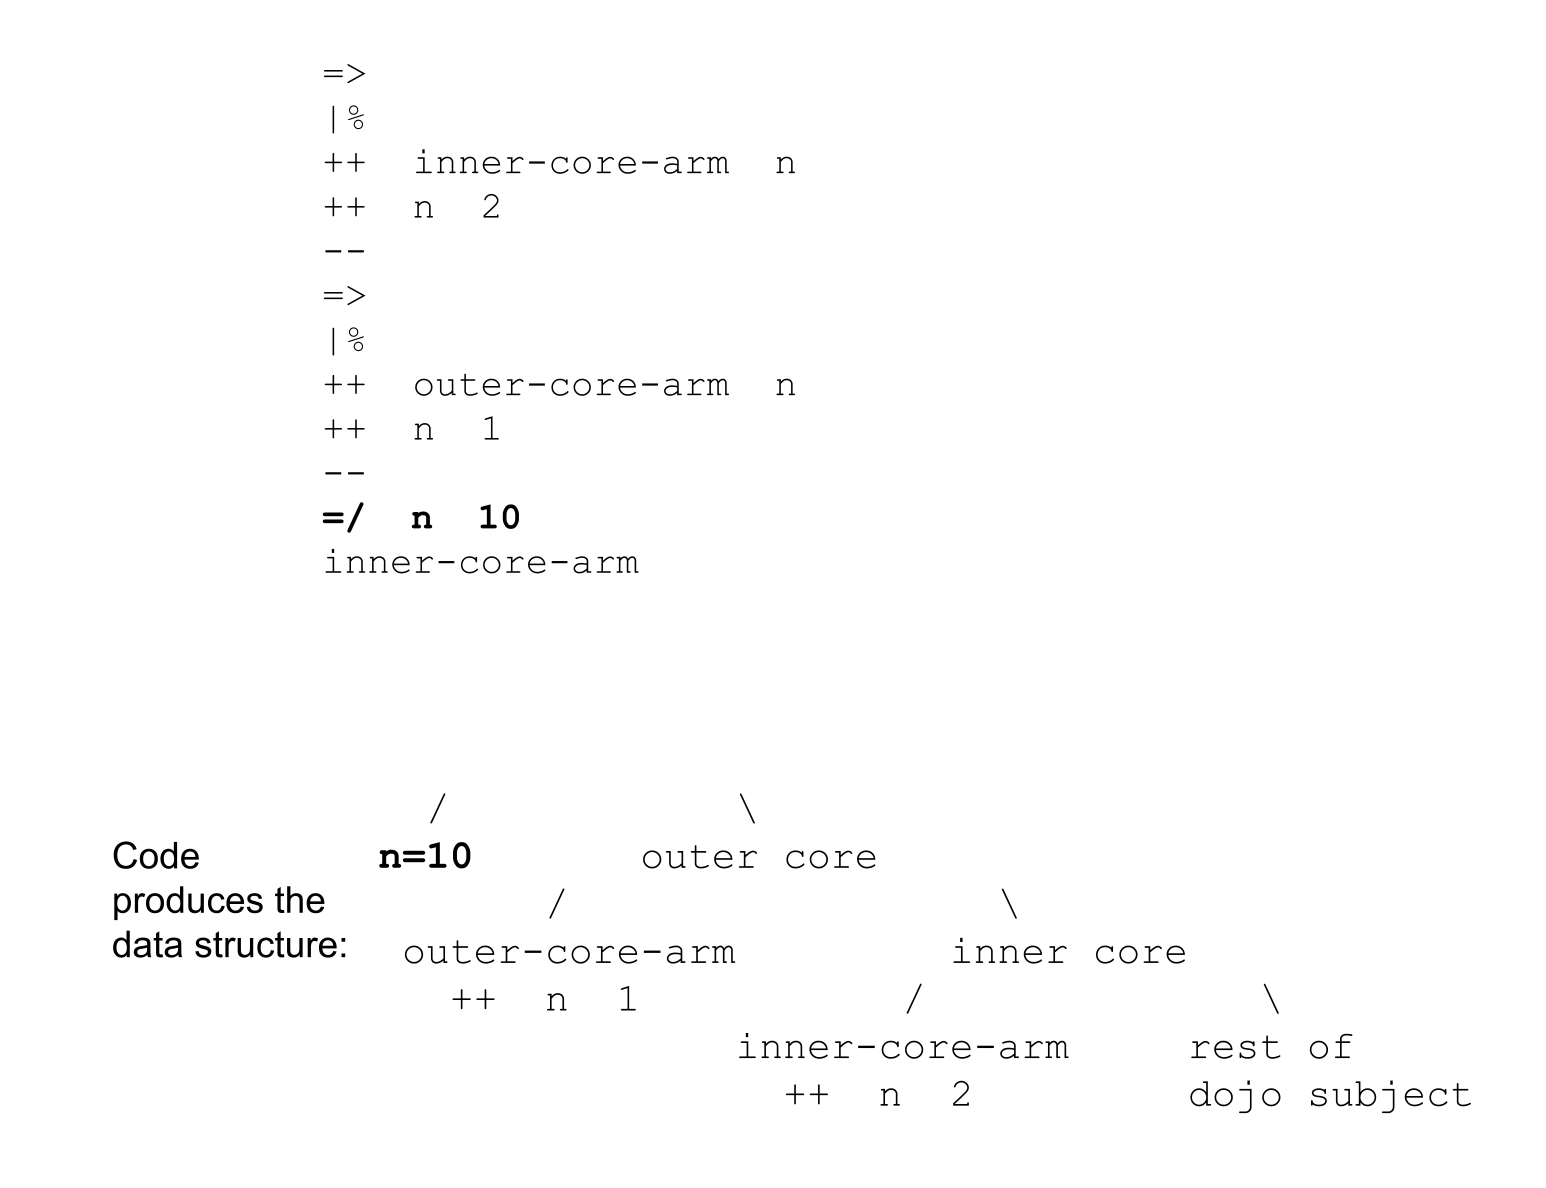 =>
|%
++  inner-core-arm  n
++  n  2
--
=>
|%
++  outer-core-arm  n
++  n  1
--
=/  n  10
inner-core-arm
/ \
Code n=10 outer core
produces the / \
data structure: outer-core-arm inner core
++  n  1 / \
inner-core-arm rest of
++  n  2 dojo subject